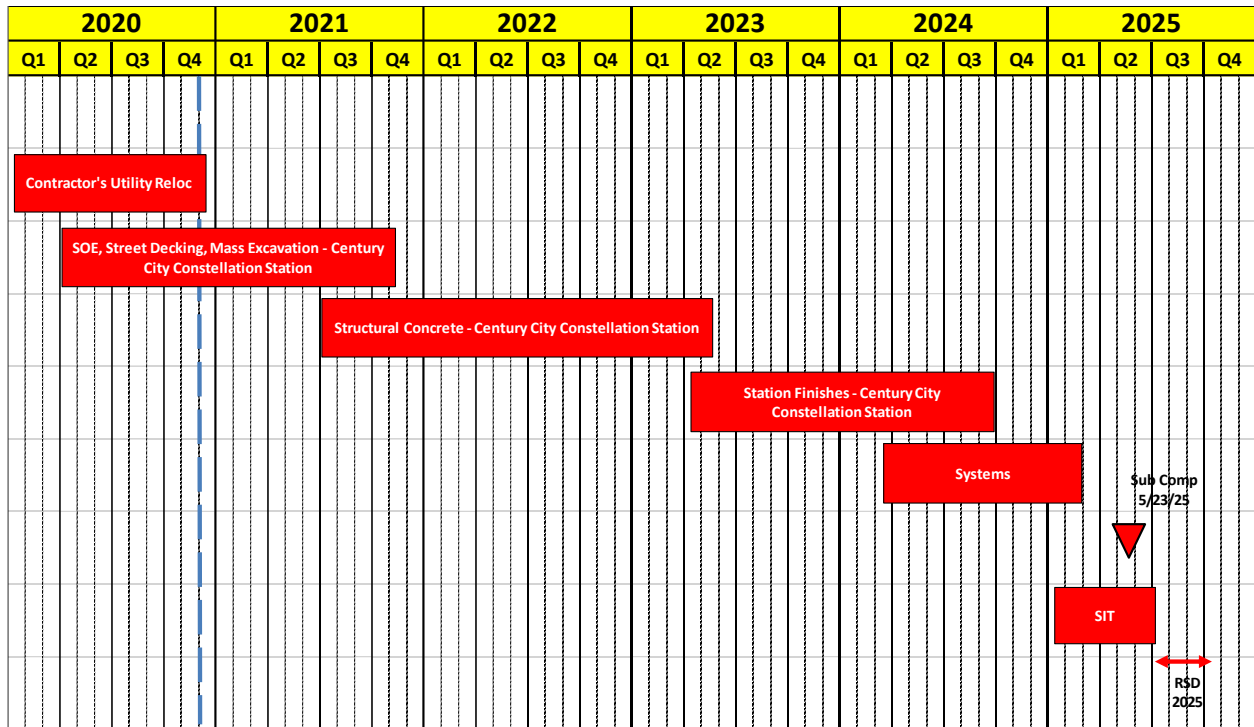 2020 2021 2022 2023 2024 2025
Q1 Q2 Q3 Q4 Q1 Q2 Q3 Q4 Q1 Q2 Q3 Q4 Q1 Q2 Q3 Q4 Q1 Q2 Q3 Q4 Q1 Q2 Q3 Q4
Contractor's Utility Reloc
SOE, Street Decking, Mass Excavation - Century
City Constellation Station
Structural Concrete - Century City Constellation Station
Station Finishes - Century City
Constellation Station
Systems
Sub Comp
5/23/25
SIT
RSD
2025